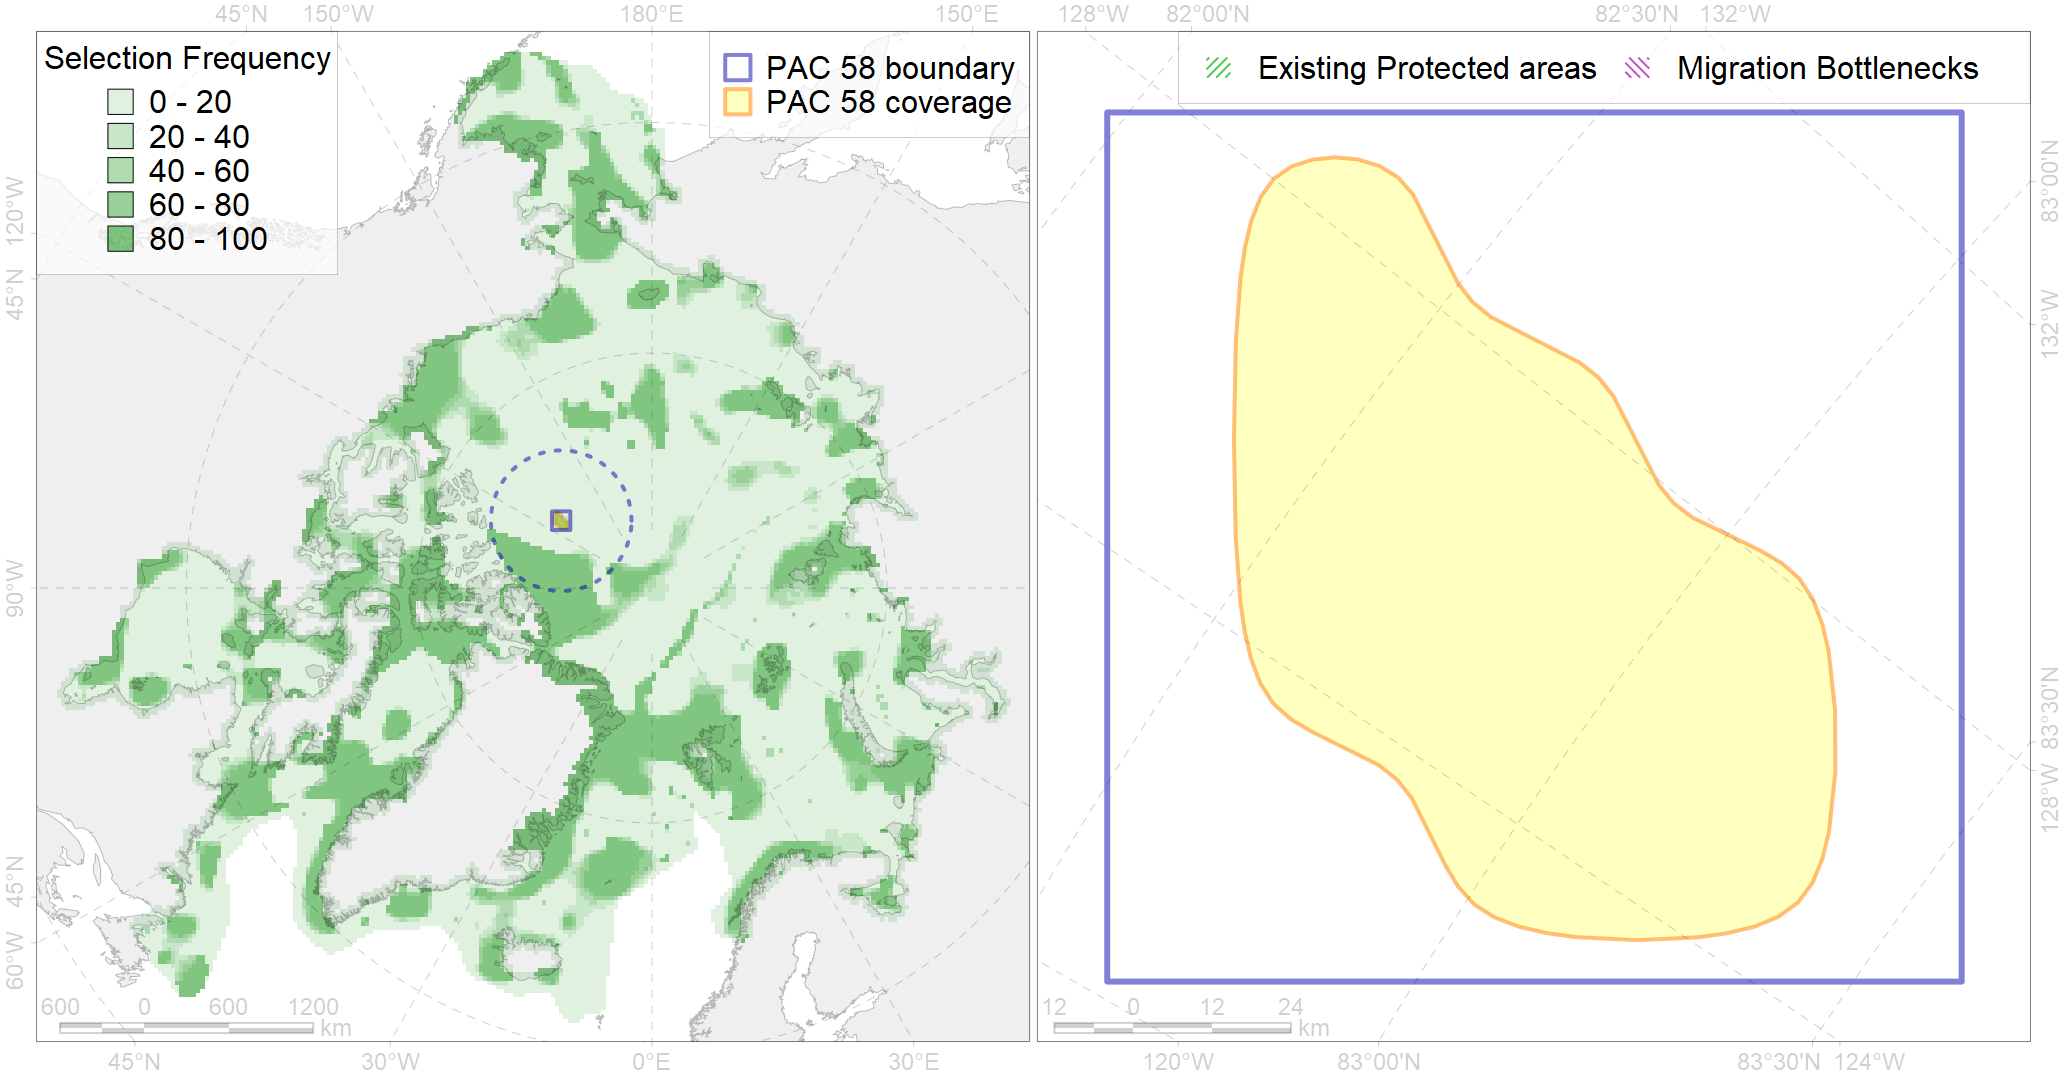 45°N 150°W 180°E 150°E 128°W 82°00'N 82°30'N 132°W
Selection Frequency
0 - 20
20 - 40
40 - 60
60 - 80
80 - 100
PAC 58 boundary
PAC 58 coverage
Existing Protected areas Migration Bottlenecks
120°W
45°N
90°W
45°N
60°W
83°00'N
132°W
83°30'N
128°W
600 0 600 1200
km
12 0 12 24
km
45°N 30°W 0°E 30°E 120°W 83°00'N 83°30'N 124°W